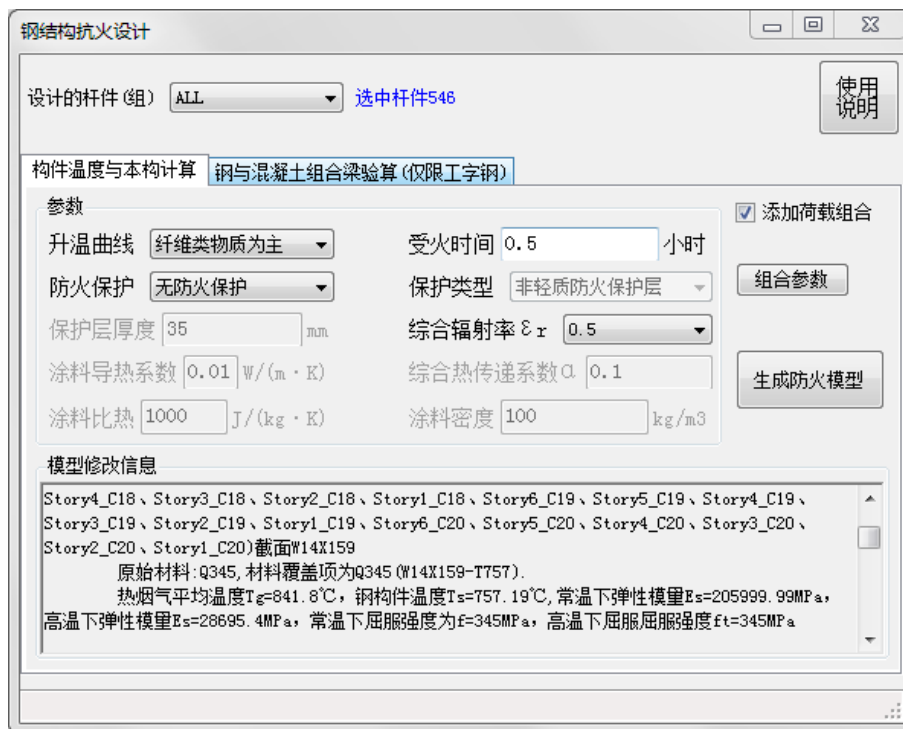 钢结构抗火设计
设计的杆件(组) ALL 选中杆件546
使用
说明
构件温度与本构计算 钢与混凝土组合梁验算(仅限工字钢)
参数
添加荷载组合
升温曲线 纤维类物质为主 受火时间 0.5 小时
防火保护 无防火保护 保护类型 非轻质防火保护层
组合参数
保护层厚度 35 mm 综合辐射率εr 0.5
涂料导热系数 0.01 W/(m·K) 综合热传递系数α 0.1
生成防火模型
涂料比热 1000 J/(kg·K) 涂料密度 100 kg/m3
模型修改信息
Story4_C18、Story3_C18、Story2_C18、Story1_C18、Story6_C19、Story5_C19、Story4_C19、
Story3_C19、Story2_C19、Story1_C19、Story6_C20、Story5_C20、Story4_C20、Story3_C20、
Story2_C20、Story1_C20)截面W14X159
原始材料:Q345,材料覆盖项为Q345(W14X159-T757).
热烟气平均温度Tg=841.8℃，钢构件温度Ts=757.19℃,常温下弹性模量Es=205999.99MPa，
高温下弹性模量Es=28695.4MPa，常温下屈服强度为f=345MPa，高温下屈服屈服强度ft=345MPa